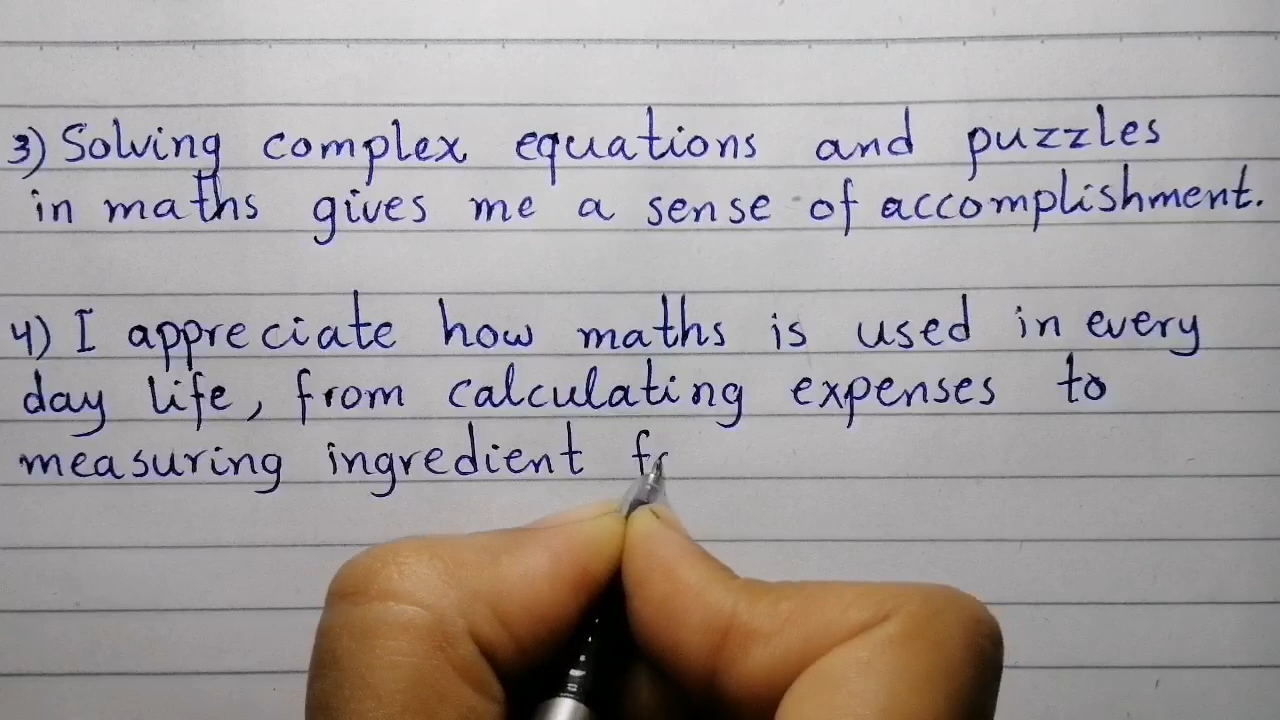 3) Solving complex equations and puzzles
in maths gives me a sense of accomplishment.
4) I appreciate how maths is used in every
day life, from calculating expenses to
measuring ingredient